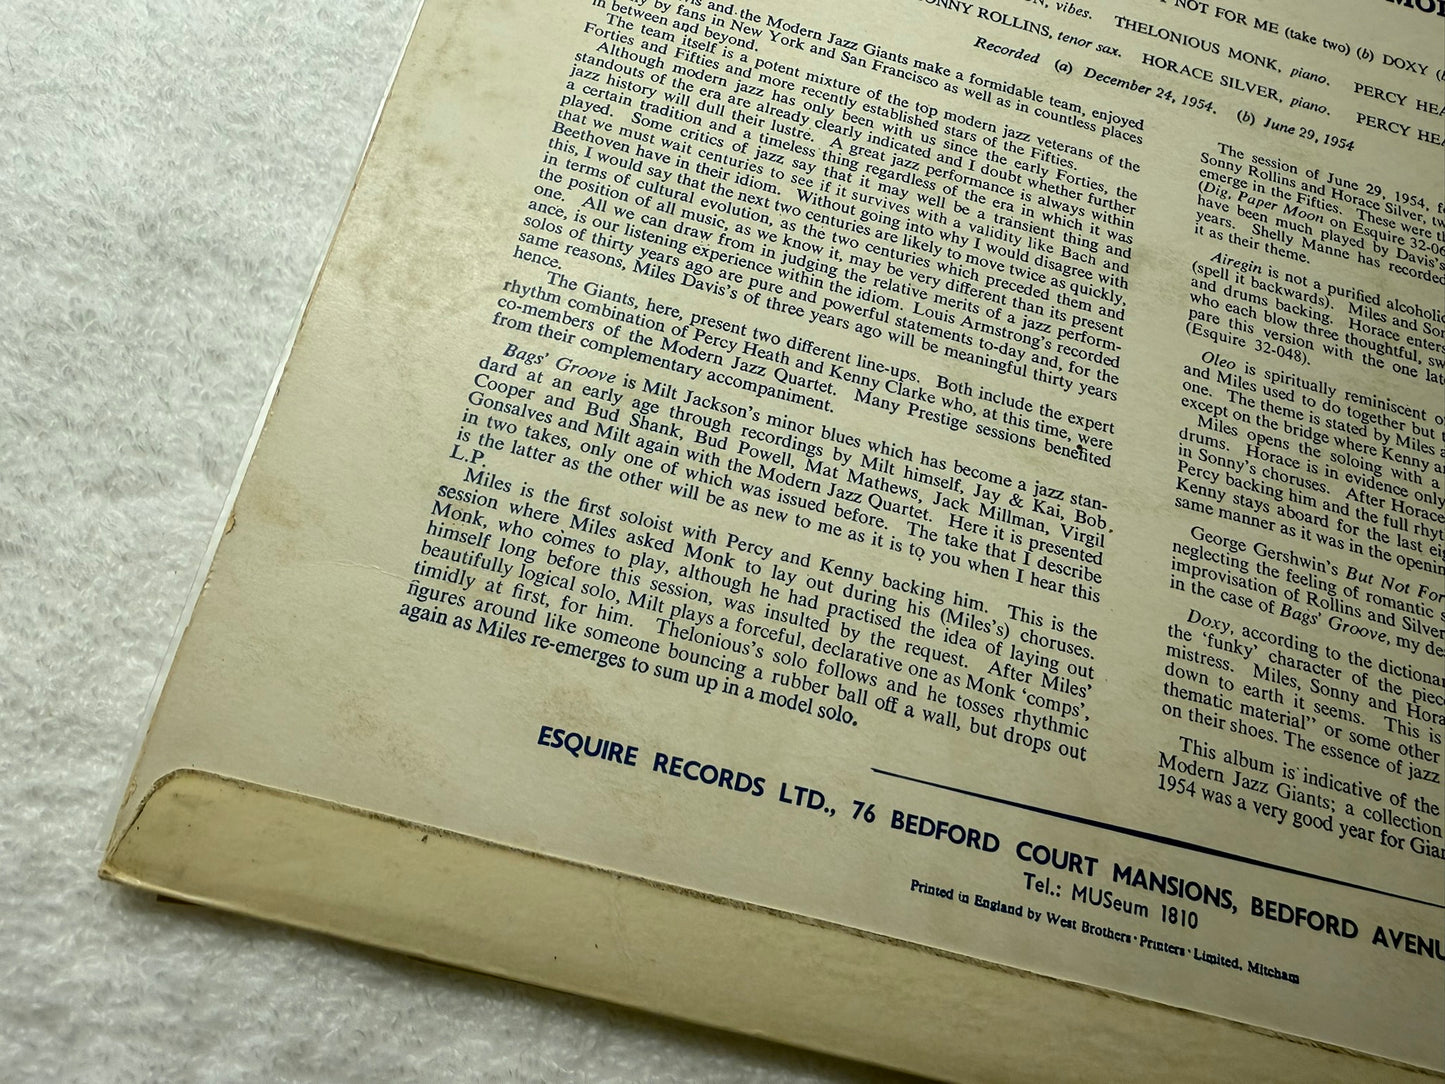 NOT FOR ME (take two) (b) DOXY (
vibes. THELONIOUS MONK, piano. PERCY HEA
SONNY ROLLINS, tenor sax. HORACE SILVER, piano. PERCY HEA
Recorded (a) December 24, 1954. (b) June 29, 1954
and the Modern Jazz Giants make a formidable team, enjoyed
by fans in New York and San Francisco as well as in countless places
in between and beyond.
The team itself is a potent mixture of the top modern jazz veterans of the
Forties and Fifties and more recently established stars of the Fifties.
Although modern jazz has only been with us since the early Forties, the
standouts of the era are already clearly indicated and I doubt whether further
jazz history will dull their lustre. A great jazz performance is always within
a certain tradition and a timeless thing regardless of the era in which it was
played. Some critics of jazz say that it may well be a transient thing and
that we must wait centuries to see if it survives with a validity like Bach and
Beethoven have in their idiom. Without going into why I would disagree with
this, I would say that the next two centuries are likely to move twice as quickly,
in terms of cultural evolution, as the two centuries which preceded them and
the position of all music, as we know it, may be very different than its present
one. All we can draw from in judging the relative merits of a jazz perform-
ance, is our listening experience within the idiom. Louis Armstrong's recorded
solos of thirty years ago are pure and powerful statements to-day and, for the
same reasons, Miles Davis's of three years ago will be meaningful thirty years
hence.
The Giants, here, present two different line-ups. Both include the expert
rhythm combination of Percy Heath and Kenny Clarke who, at this time, were
co-members of the Modern Jazz Quartet. Many Prestige sessions benefited
from their complementary accompaniment.
Bags' Groove is Milt Jackson's minor blues which has become a jazz stan-
dard at an early age through recordings by Milt himself, Jay & Kai, Bob
Cooper and Bud Shank, Bud Powell, Mat Mathews, Jack Millman, Virgil
Gonsalves and Milt again with the Modern Jazz Quartet. Here it is presented
in two takes, only one of which was issued before. The take that I describe
is the latter as the other will be as new to me as it is to you when I hear this
L.P.
Miles is the first soloist with Percy and Kenny backing him. This is the
session where Miles asked Monk to lay out during his (Miles's) choruses.
Monk, who comes to play, although he had practised the idea of laying out
himself long before this session, was insulted by the request. After Miles'
beautifully logical solo, Milt plays a forceful, declarative one as Monk 'comps',
timidly at first, for him. Thelonious's solo follows and he tosses rhythmic
figures around like someone bouncing a rubber ball off a wall, but drops out
again as Miles re-emerges to sum up in a model solo.
The session of June 29, 1954, f
Sonny Rollins and Horace Silver, tw
emerge in the Fifties. These were th
(Dig, Paper Moon on Esquire 32-0
have been much played by Davis's
years. Shelly Manne has recorded
it as their theme.
Airegin is not a purified alcoholic
(spell it backwards). Miles and Son
and drums backing. Horace enters
who each blow three thoughtful, sw
pare this version with the one late
(Esquire 32-048).
Oleo is spiritually reminiscent o
and Miles used to do together but
one. The theme is stated by Miles a
except on the bridge where Kenny a
Miles opens the soloing with a
drums. Horace is in evidence only
in Sonny's choruses. After Horace
Percy backing him and the full rhyt
Kenny stays aboard for the last eig
same manner as it was in the openin
George Gershwin's But Not For
neglecting the feeling of romantic s
improvisation of Rollins and Silver
in the case of Bags' Groove, my de
Doxy, according to the dictionar
the 'funky' character of the piec
mistress. Miles, Sonny and Hora
down to earth it seems. This is
thematic material" or some other
on their shoes. The essence of jazz
This album is indicative of the
Modern Jazz Giants; a collection
1954 was a very good year for Gian
ESQUIRE RECORDS LTD., 76 BEDFORD COURT MANSIONS, BEDFORD AVENU
Tel.: MUSeum 1810
Printed in England by West Brothers · Printers · Limited, Mitcham